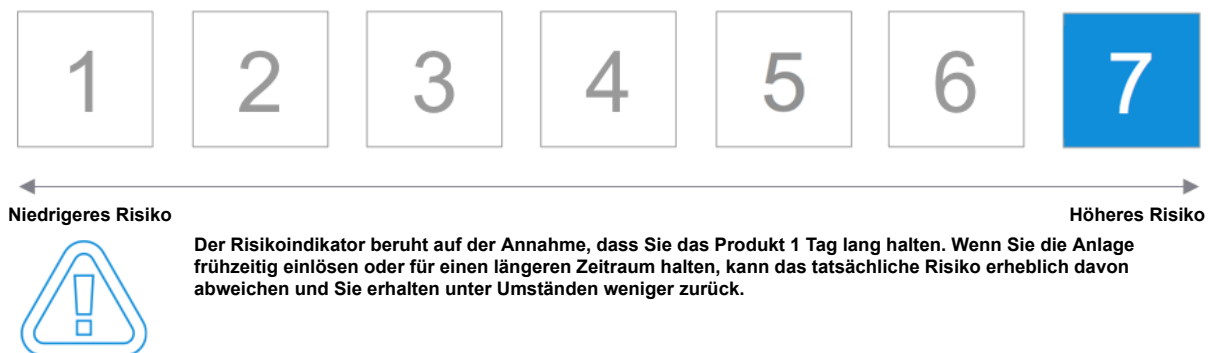 1 2 3 4 5 6 7
Niedrigeres Risiko Höheres Risiko
Der Risikoindikator beruht auf der Annahme, dass Sie das Produkt 1 Tag lang halten. Wenn Sie die Anlage
frühzeitig einlösen oder für einen längeren Zeitraum halten, kann das tatsächliche Risiko erheblich davon
abweichen und Sie erhalten unter Umständen weniger zurück.